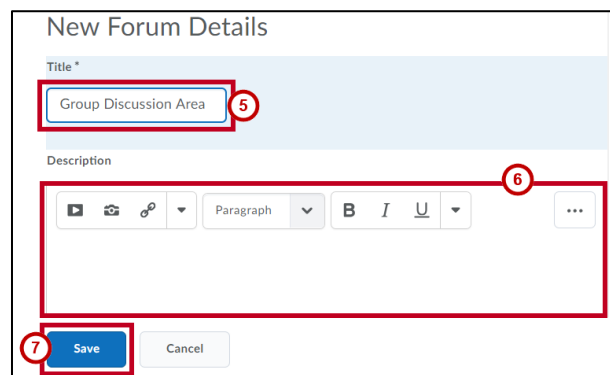 New Forum Details
Title *
Group Discussion Area 5
Description
6
Paragraph B I U ...
7 Save Cancel